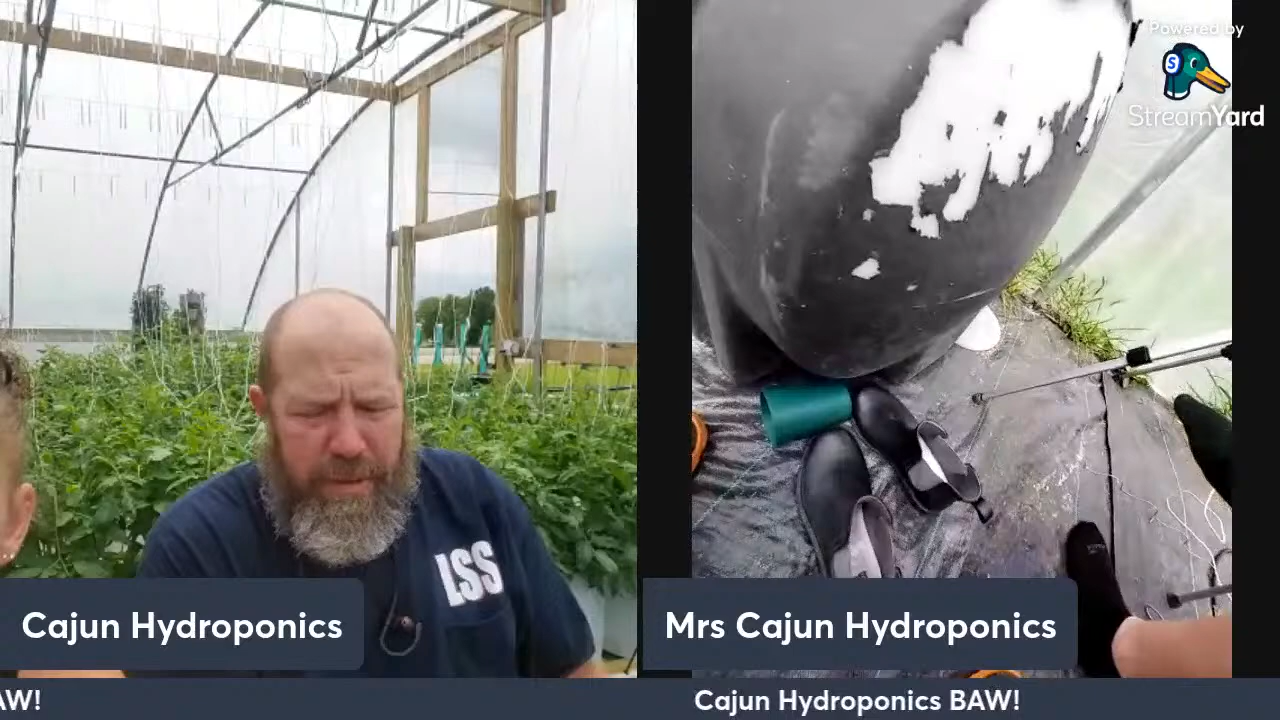 Powered by
S
StreamYard
LSS
Cajun Hydroponics
Mrs Cajun Hydroponics
AW!
Cajun Hydroponics BAW!